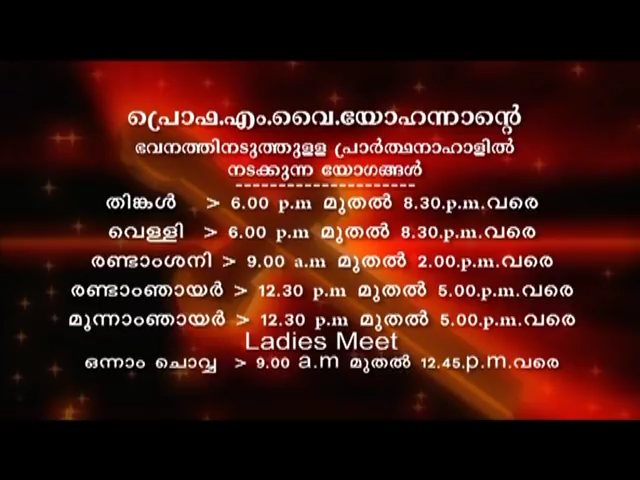 പ്രൊഫ.എം.വൈ.യോഹന്നാന്റെ
ഭവനത്തിനടുത്തുള്ള പ്രാർത്ഥനാഹാളിൽ
നടക്കുന്ന യോഗങ്ങൾ
--------------------
തിങ്കൾ > 6.00 p.m മുതൽ 8.30.p.m.വരെ
വെള്ളി > 6.00 p.m മുതൽ 8.30.p.m.വരെ
രണ്ടാംശനി > 9.00 a.m മുതൽ 2.00.p.m.വരെ
രണ്ടാംഞായർ > 12.30 p.m മുതൽ 5.00.p.m.വരെ
മൂന്നാംഞായർ > 12.30 p.m മുതൽ 5.00.p.m.വരെ
Ladies Meet
ഒന്നാം ചൊവ്വ > 9.00 a.m മുതൽ 12.45.p.m.വരെ